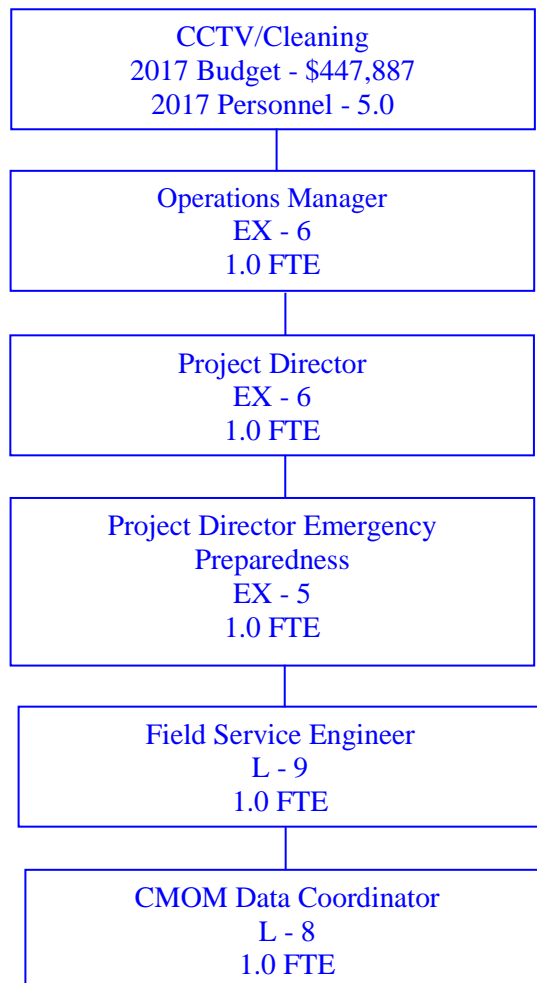 CCTV/Cleaning
2017 Budget - $447,887
2017 Personnel - 5.0
Operations Manager
EX - 6
1.0 FTE
Project Director
EX - 6
1.0 FTE
Project Director Emergency
Preparedness
EX - 5
1.0 FTE
Field Service Engineer
L - 9
1.0 FTE
CMOM Data Coordinator
L - 8
1.0 FTE